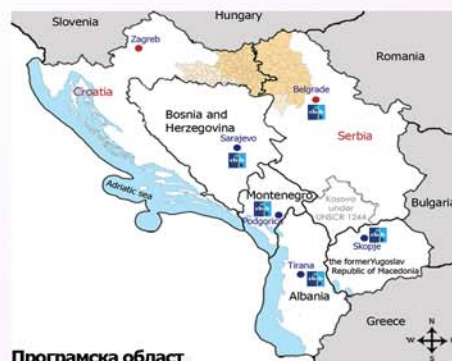 Slovenia
Hungary
Romania
Zagreb
Croatia
Belgrade
Bosnia and
Herzegovina
Serbia
Sarajevo
Adriatic sea
Montenegro
Kosovo
under
UNSCR 1244
Bulgaria
Podgorica
Skopje
the formerYugoslav
Republic of Macedonia
Tirana
Albania
Greece
N
W
S
Програмска област